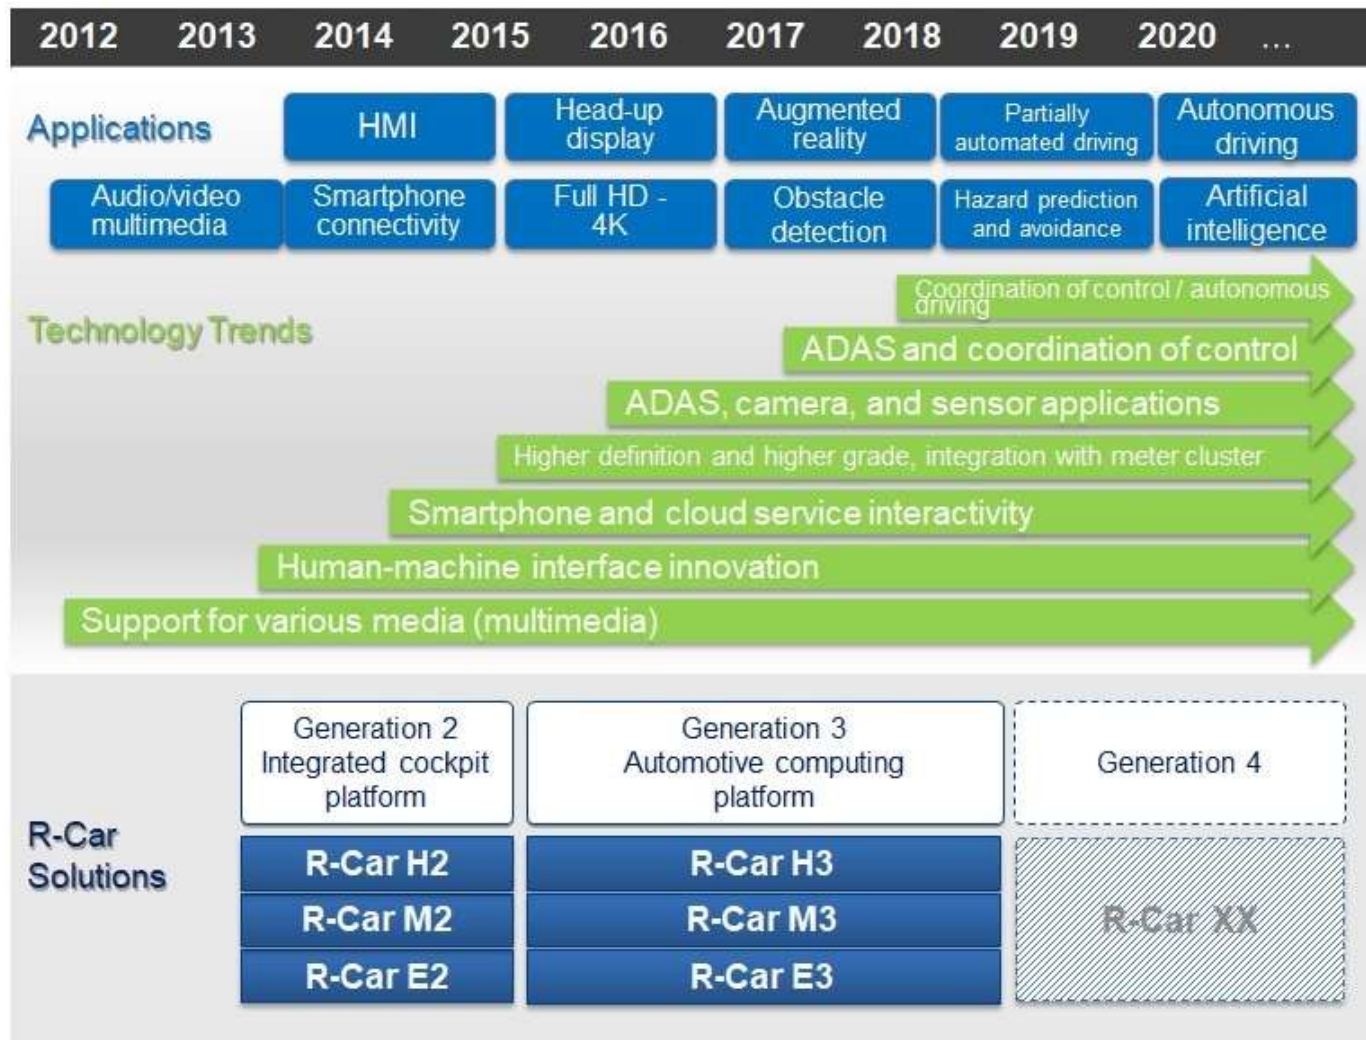 2012 2013 2014 2015 2016 2017 2018 2019 2020 ...
Applications
HMI
Head-up
display
Augmented
reality
Partially
automated driving
Autonomous
driving
Audio/video
multimedia
Smartphone
connectivity
Full HD -
4K
Obstacle
detection
Hazard prediction
and avoidance
Artificial
intelligence
Technology Trends
Coordination of control / autonomous
driving
ADAS and coordination of control
ADAS, camera, and sensor applications
Higher definition and higher grade, integration with meter cluster
Smartphone and cloud service interactivity
Human-machine interface innovation
Support for various media (multimedia)
R-Car
Solutions
Generation 2
Integrated cockpit
platform
Generation 3
Automotive computing
platform
Generation 4
R-Car H2
R-Car H3
R-Car M2
R-Car M3
R-Car XX
R-Car E2
R-Car E3